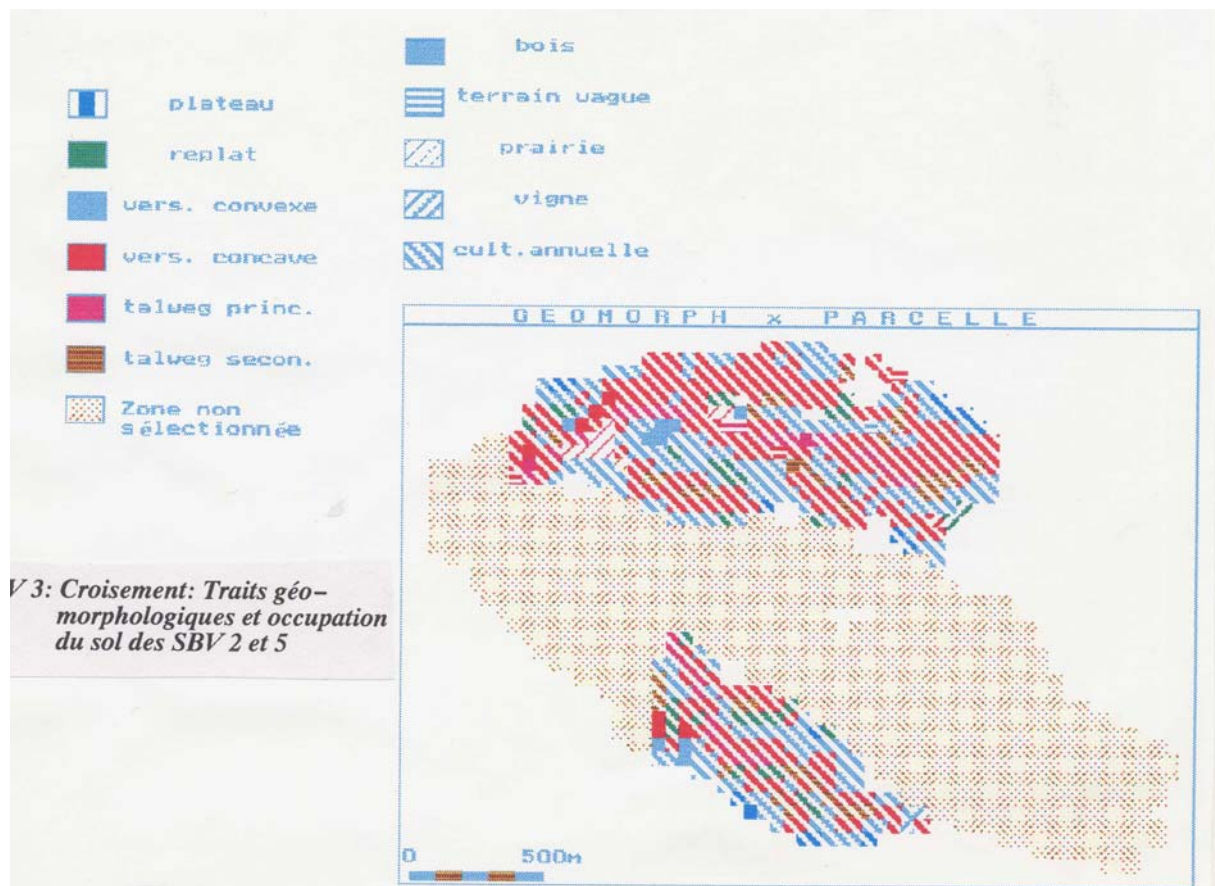 plateau
replat
vers. convexe
vers. concave
talweg princ.
talweg secon.
Zone non
sélectionnée
bois
terrain vague
prairie
vigne
cult.annuelle
GEOMORPH x PARCELLE
V 3: Croisement: Traits géo-
morphologiques et occupation
du sol des SBV 2 et 5
0 500m